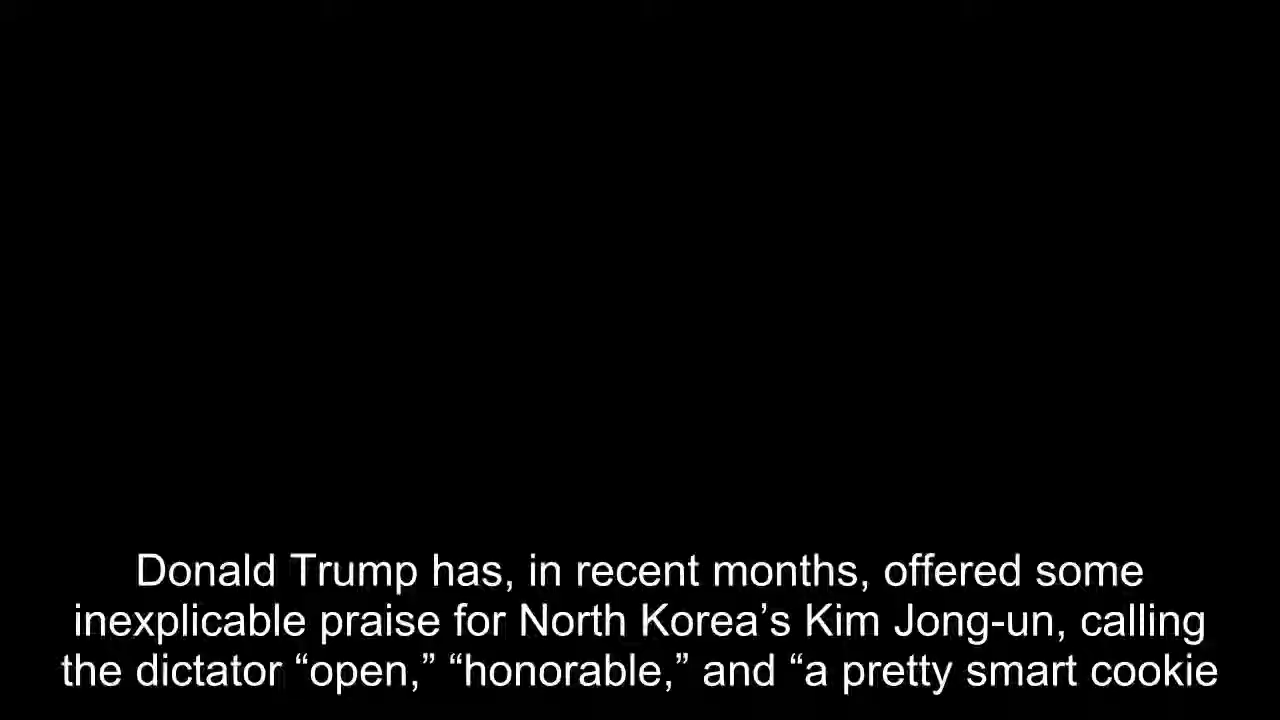 Donald Trump has, in recent months, offered some
inexplicable praise for North Korea’s Kim Jong-un, calling
the dictator “open,” “honorable,” and “a pretty smart cookie